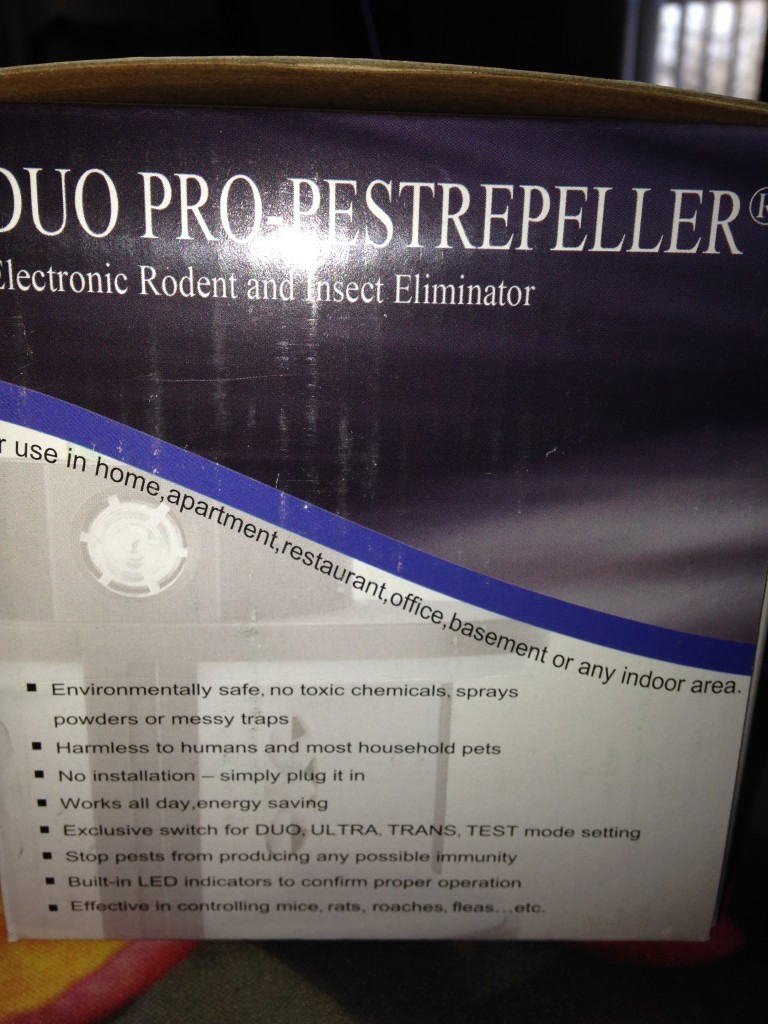 DUO PRO-PESTREPELLER®
Electronic Rodent and Insect Eliminator
use in home,apartment,restaurant,office,basement or any indoor area.
▪ Environmentally safe, no toxic chemicals, sprays
powders or messy traps
▪ Harmless to humans and most household pets
▪ No installation – simply plug it in
▪ Works all day,energy saving
▪ Exclusive switch for DUO, ULTRA, TRANS, TEST mode setting
▪ Stop pests from producing any possible immunity
▪ Built-in LED indicators to confirm proper operation
▪ Effective in controlling mice, rats, roaches, fleas...etc.